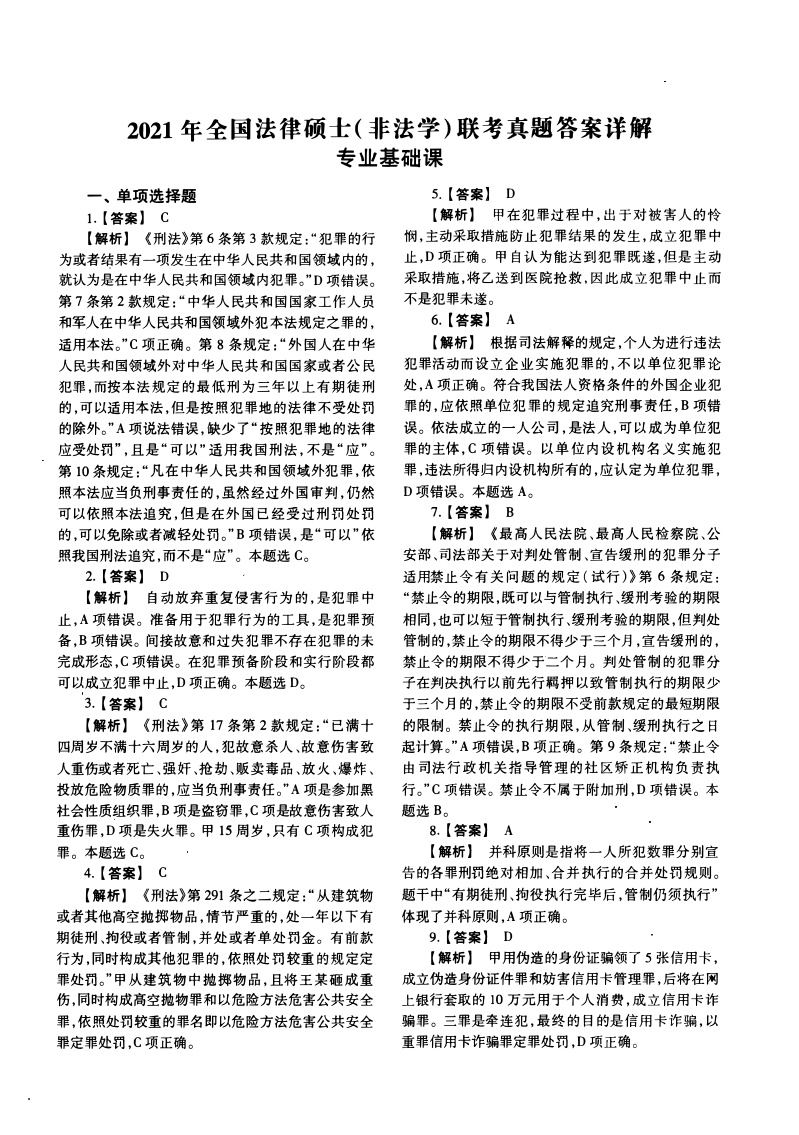 2021 年全国法律硕士(非法学)联考真题答案详解
专业基础课
一、单项选择题
1.【答案】 C
【解析】 《刑法》第 6 条第 3 款规定:“犯罪的行
为或者结果有一项发生在中华人民共和国领域内的,
就认为是在中华人民共和国领域内犯罪。”D 项错误。
第 7 条第 2 款规定:“中华人民共和国国家工作人员
和军人在中华人民共和国领域外犯本法规定之罪的,
适用本法。”C 项正确。第 8 条规定:“外国人在中华
人民共和国领域外对中华人民共和国国家或者公民
犯罪,而按本法规定的最低刑为三年以上有期徒刑
的,可以适用本法,但是按照犯罪地的法律不受处罚
的除外。”A 项说法错误,缺少了“按照犯罪地的法律
应受处罚”,且是“可以”适用我国刑法,不是“应”。
第 10 条规定:“凡在中华人民共和国领域外犯罪,依
照本法应当负刑事责任的,虽然经过外国审判,仍然
可以依照本法追究,但是在外国已经受过刑罚处罚
的,可以免除或者减轻处罚。”B 项错误,是“可以”依
照我国刑法追究,而不是“应”。本题选 C。
2.【答案】 D
【解析】 自动放弃重复侵害行为的,是犯罪中
止,A 项错误。准备用于犯罪行为的工具,是犯罪预
备,B 项错误。间接故意和过失犯罪不存在犯罪的未
完成形态,C 项错误。在犯罪预备阶段和实行阶段都
可以成立犯罪中止,D 项正确。本题选 D。
3.【答案】 C
【解析】 《刑法》第 17 条第 2 款规定:“已满十
四周岁不满十六周岁的人,犯故意杀人、故意伤害致
人重伤或者死亡、强奸、抢劫、贩卖毒品、放火、爆炸、
投放危险物质罪的,应当负刑事责任。”A 项是参加黑
社会性质组织罪,B 项是盗窃罪,C 项是故意伤害致人
重伤罪,D 项是失火罪。甲 15 周岁,只有 C 项构成犯
罪。本题选 C。
4.【答案】 C
【解析】 《刑法》第 291 条之二规定:“从建筑物
或者其他高空抛掷物品,情节严重的,处一年以下有
期徒刑、拘役或者管制,并处或者单处罚金。有前款
行为,同时构成其他犯罪的,依照处罚较重的规定定
罪处罚。”甲从建筑物中抛掷物品,且将王某砸成重
伤,同时构成高空抛物罪和以危险方法危害公共安全
罪,依照处罚较重的罪名即以危险方法危害公共安全
罪定罪处罚,C 项正确。
5.【答案】 D
【解析】 甲在犯罪过程中,出于对被害人的怜
悯,主动采取措施防止犯罪结果的发生,成立犯罪中
止,D 项正确。甲自认为能达到犯罪既遂,但是主动
采取措施,将乙送到医院抢救,因此成立犯罪中止而
不是犯罪未遂。
6.【答案】 A
【解析】 根据司法解释的规定,个人为进行违法
犯罪活动而设立企业实施犯罪的,不以单位犯罪论
处,A 项正确。符合我国法人资格条件的外国企业犯
罪的,应依照单位犯罪的规定追究刑事责任,B 项错
误。依法成立的一人公司,是法人,可以成为单位犯
罪的主体,C 项错误。以单位内设机构名义实施犯
罪,违法所得归内设机构所有的,应认定为单位犯罪,
D 项错误。本题选 A。
7.【答案】 B
【解析】 《最高人民法院、最高人民检察院、公
安部、司法部关于对判处管制、宣告缓刑的犯罪分子
适用禁止令有关问题的规定(试行)》第 6 条规定:
“禁止令的期限,既可以与管制执行、缓刑考验的期限
相同,也可以短于管制执行、缓刑考验的期限,但判处
管制的,禁止令的期限不得少于三个月,宣告缓刑的,
禁止令的期限不得少于二个月。判处管制的犯罪分
子在判决执行以前先行羁押以致管制执行的期限少
于三个月的,禁止令的期限不受前款规定的最短期限
的限制。禁止令的执行期限,从管制、缓刑执行之日
起计算。”A 项错误,B 项正确。第 9 条规定:“禁止令
由司法行政机关指导管理的社区矫正机构负责执
行。”C 项错误。禁止令不属于附加刑,D 项错误。本
题选 B。
8.【答案】 A
【解析】 并科原则是指将一人所犯数罪分别宣
告的各罪刑罚绝对相加、合并执行的合并处罚规则。
题干中“有期徒刑、拘役执行完毕后,管制仍须执行”
体现了并科原则,A 项正确。
9.【答案】 D
【解析】 甲用伪造的身份证骗领了 5 张信用卡,
成立伪造身份证件罪和妨害信用卡管理罪,后将在网
上银行套取的 10 万元用于个人消费,成立信用卡诈
骗罪。三罪是牵连犯,最终的目的是信用卡诈骗,以
重罪信用卡诈骗罪定罪处罚,D 项正确。